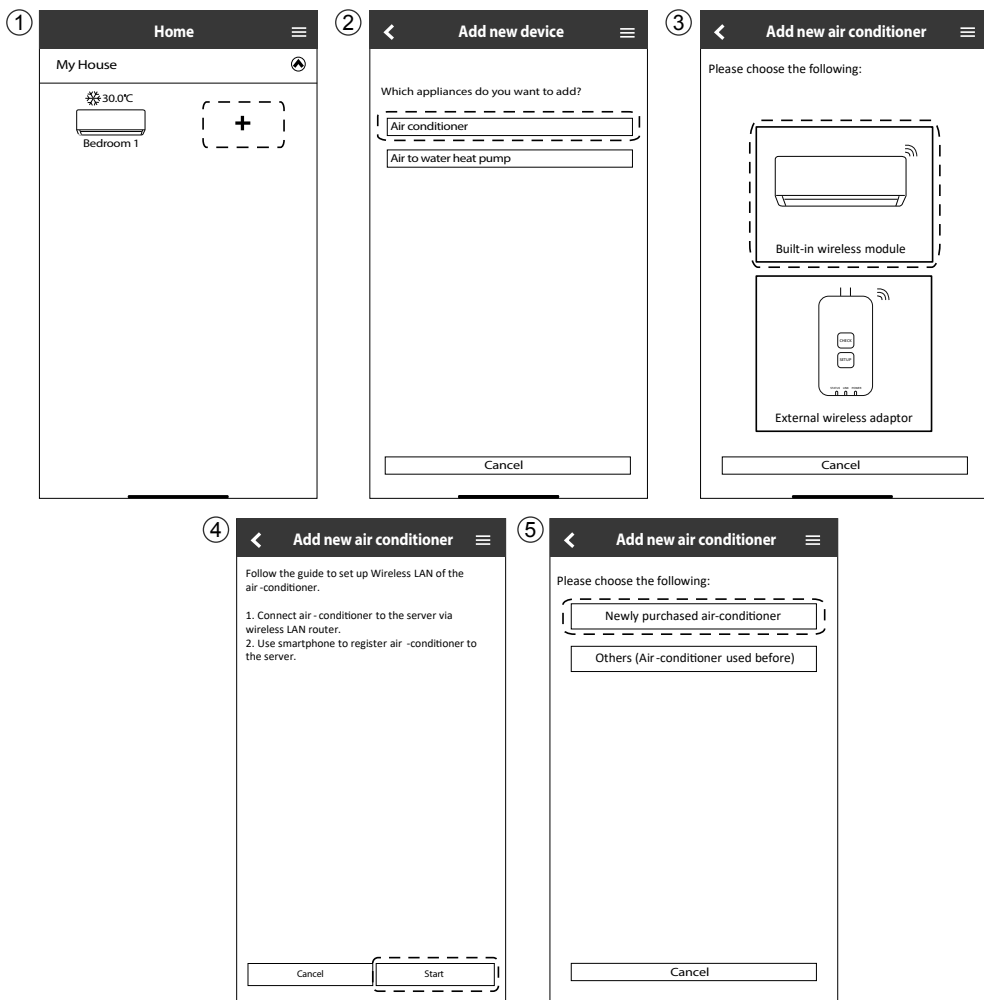 ①
Home
My House
30.0℃
+
Bedroom 1
②
Add new device
Which appliances do you want to add?
Air conditioner
Air to water heat pump
Cancel
③
Add new air conditioner
Please choose the following:
Built-in wireless module
CHECK
SETUP
External wireless adaptor
Cancel
④
Add new air conditioner
Follow the guide to set up Wireless LAN of the
air -conditioner.
1. Connect air - conditioner to the server via
wireless LAN router.
2. Use smartphone to register air -conditioner to
the server.
Cancel
Start
⑤
Add new air conditioner
Please choose the following:
Newly purchased air-conditioner
Others (Air-conditioner used before)
Cancel